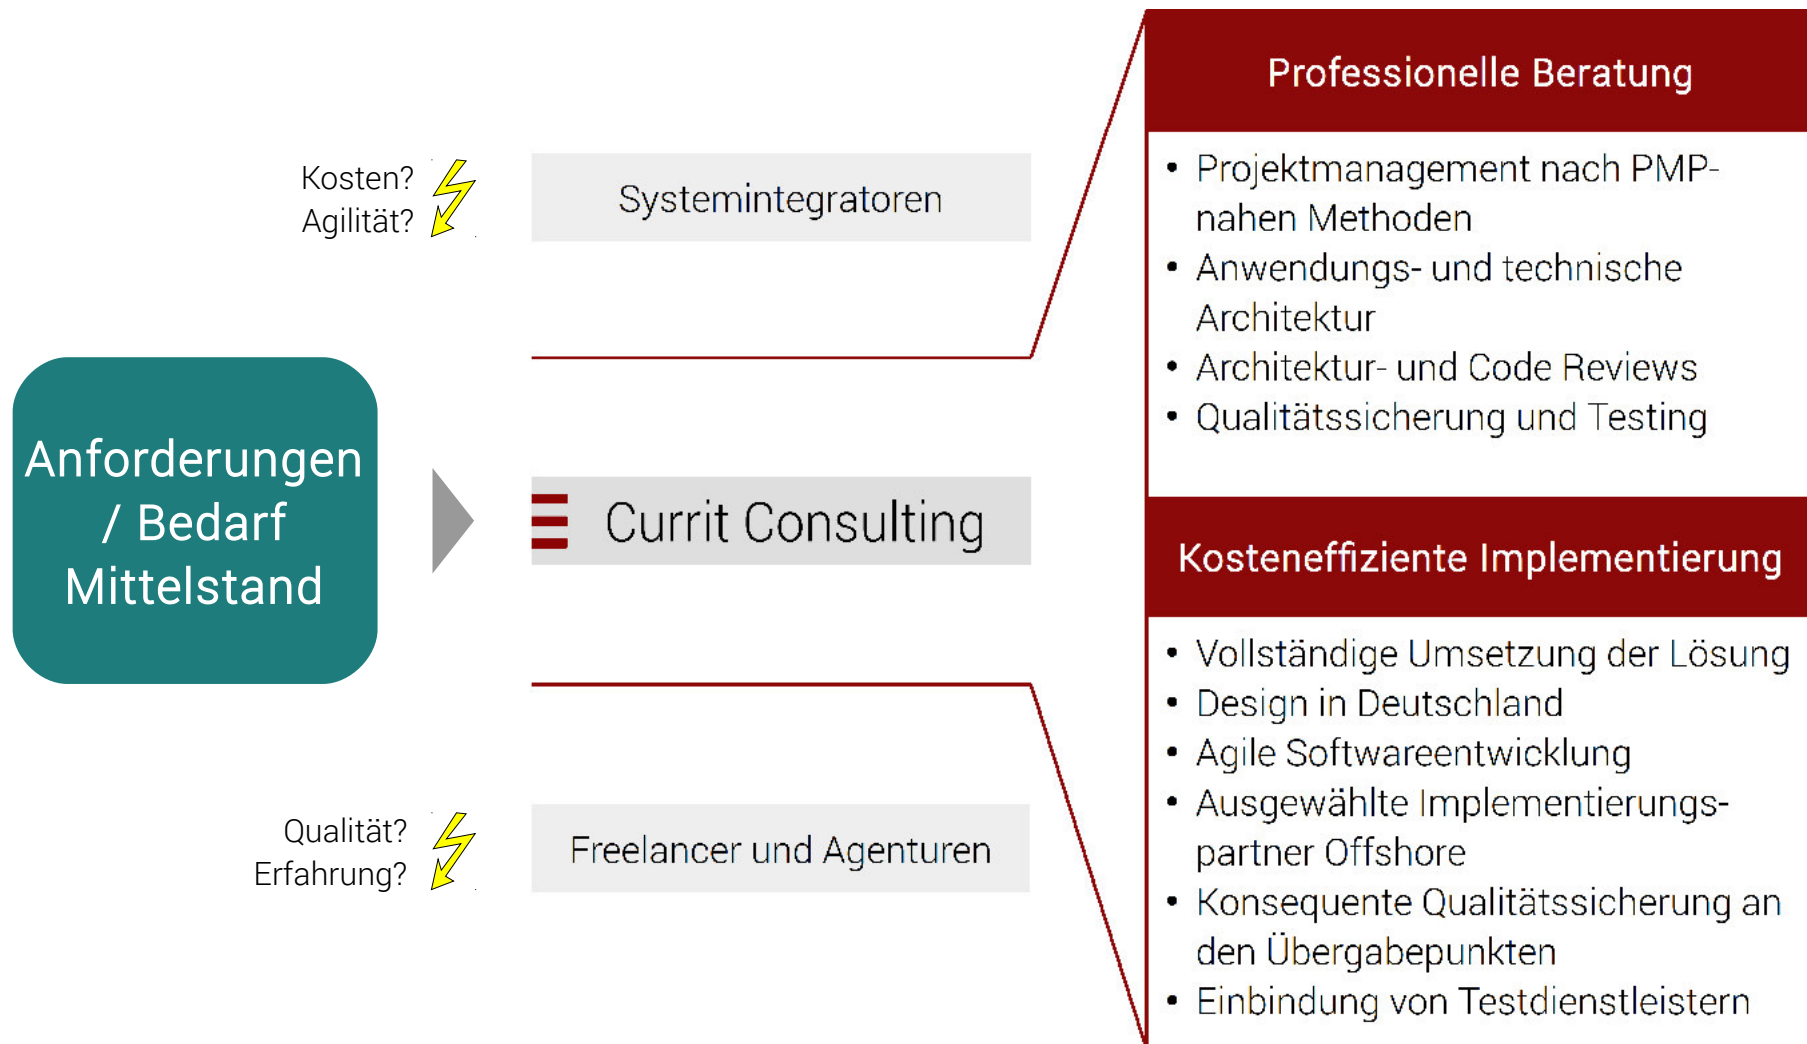 Kosten?
Agilität?
Systemintegratoren
Anforderungen
/ Bedarf
Mittelstand
Currit Consulting
Qualität?
Erfahrung?
Freelancer und Agenturen
Professionelle Beratung
• Projektmanagement nach PMP-
nahen Methoden
• Anwendungs- und technische
Architektur
• Architektur- und Code Reviews
• Qualitätssicherung und Testing
Kosteneffiziente Implementierung
• Vollständige Umsetzung der Lösung
• Design in Deutschland
• Agile Softwareentwicklung
• Ausgewählte Implementierungs-
partner Offshore
• Konsequente Qualitätssicherung an
den Übergabepunkten
• Einbindung von Testdienstleistern